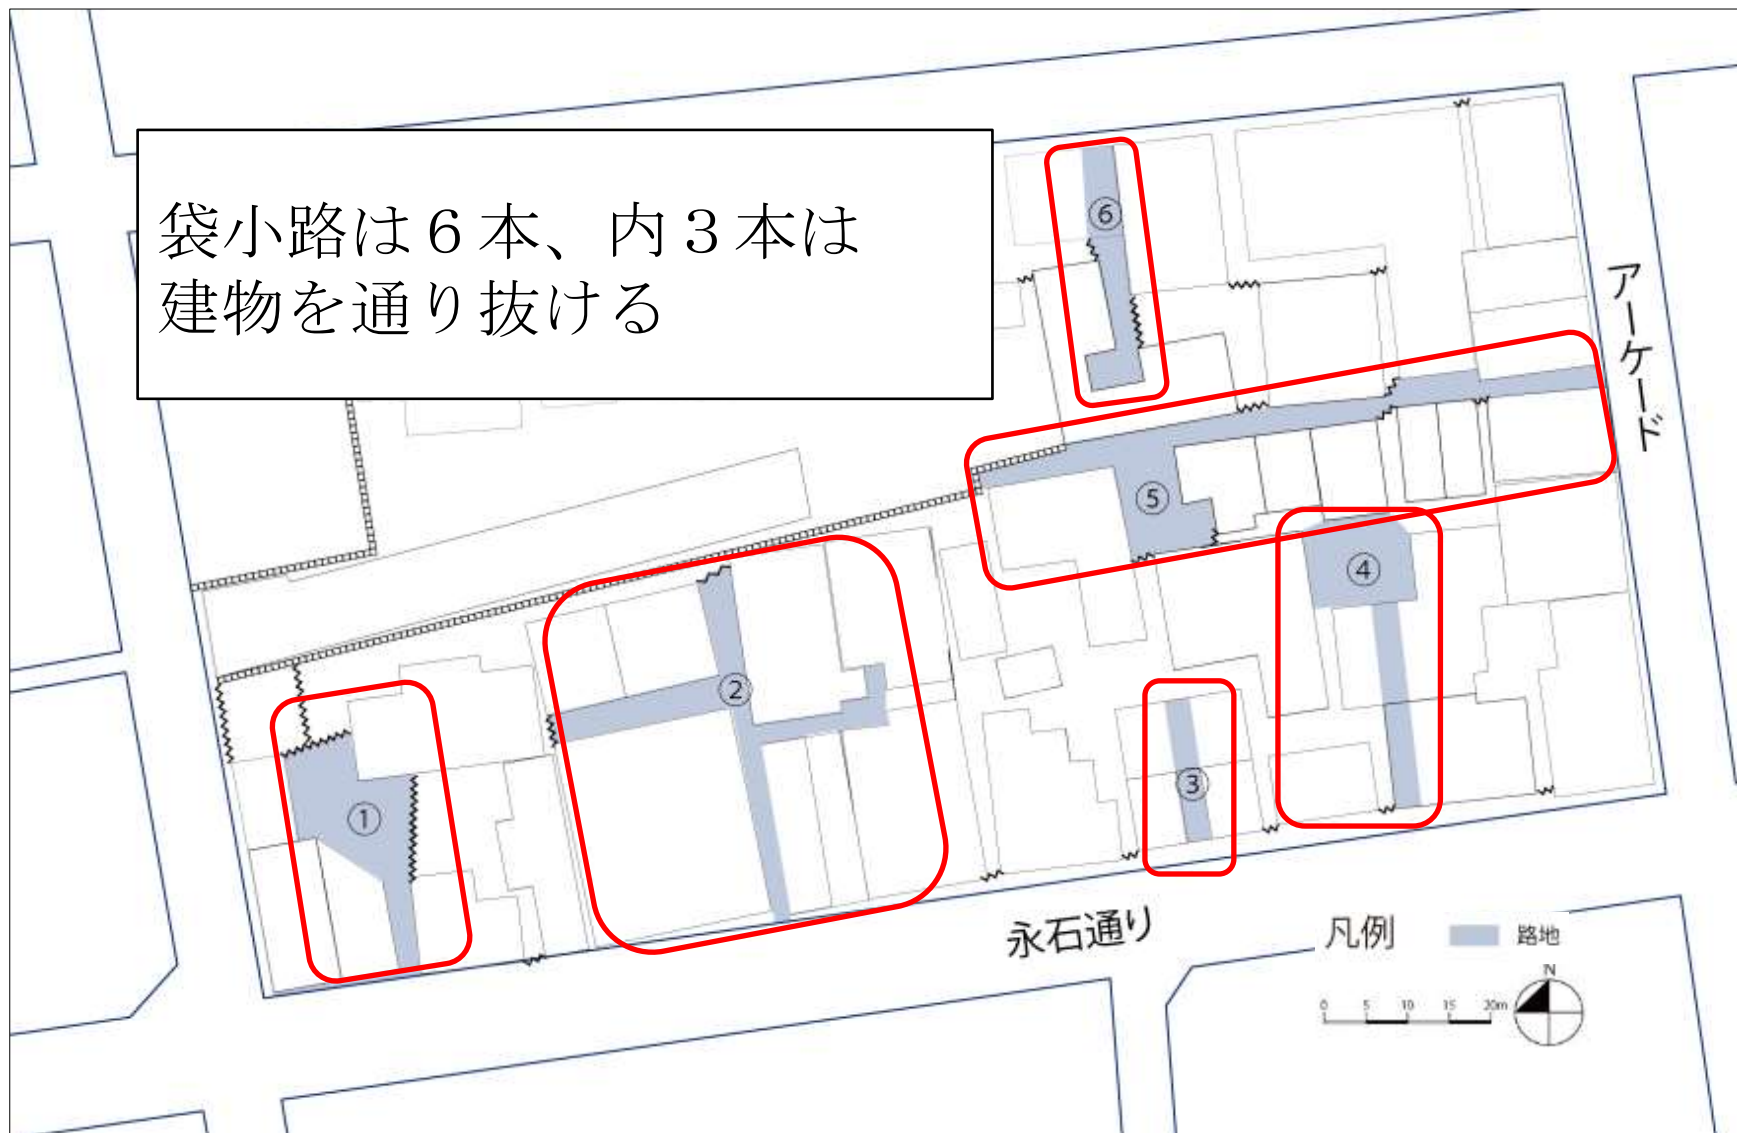 袋小路は６本、内３本は
建物を通り抜ける
⑥
アーケード
⑤
④
②
③
①
永石通り
凡例
路地
N
0 5 10 15 20m